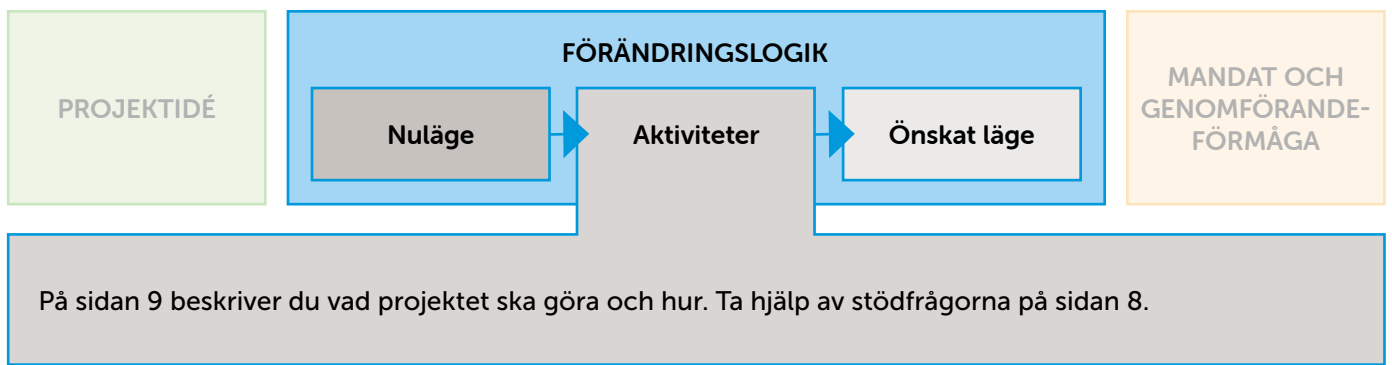 PROJEKTIDÉ
FÖRÄNDRINGSLOGIK
Nuläge
Aktiviteter
Önskat läge
MANDAT OCH
GENOMFÖRANDE-
FÖRMÅGA
På sidan 9 beskriver du vad projektet ska göra och hur. Ta hjälp av stödfrågorna på sidan 8.